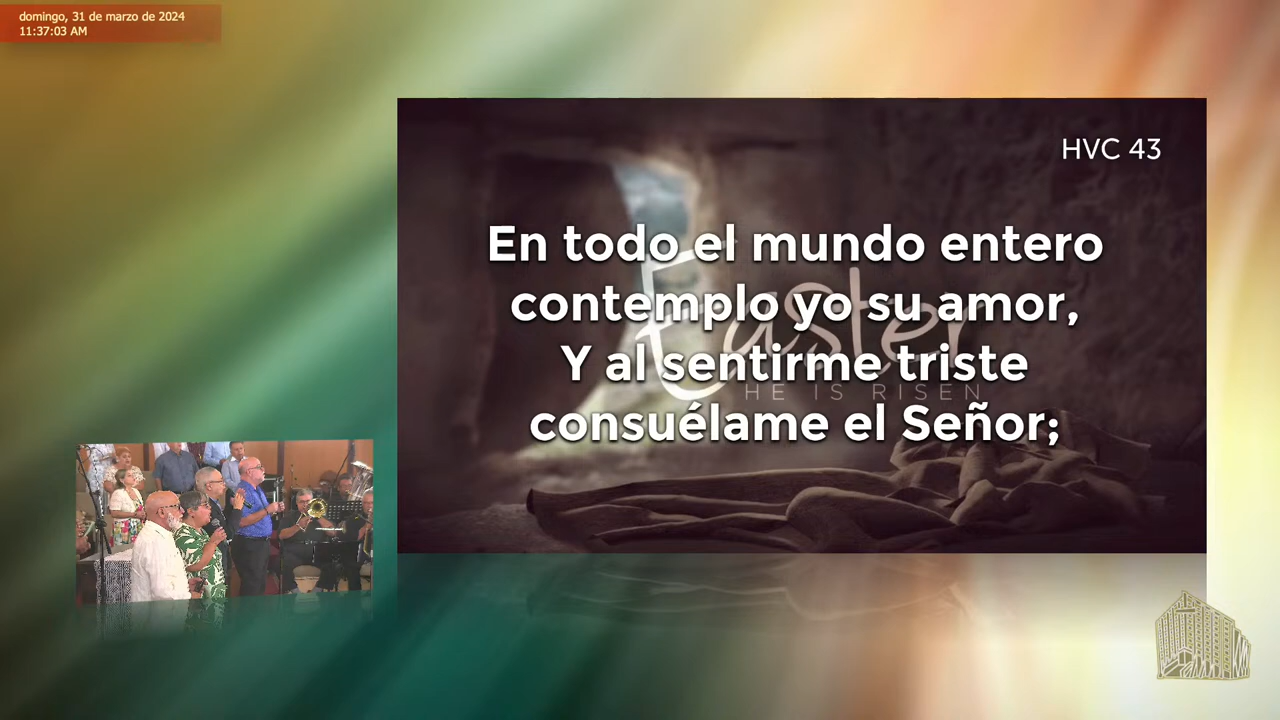 domingo, 31 de marzo de 2024
11:37:03 AM
HVC 43
En todo el mundo entero
contemplo yo su amor,
Y al sentirme triste
consuélame el Señor;
Easter
HE IS RISEN